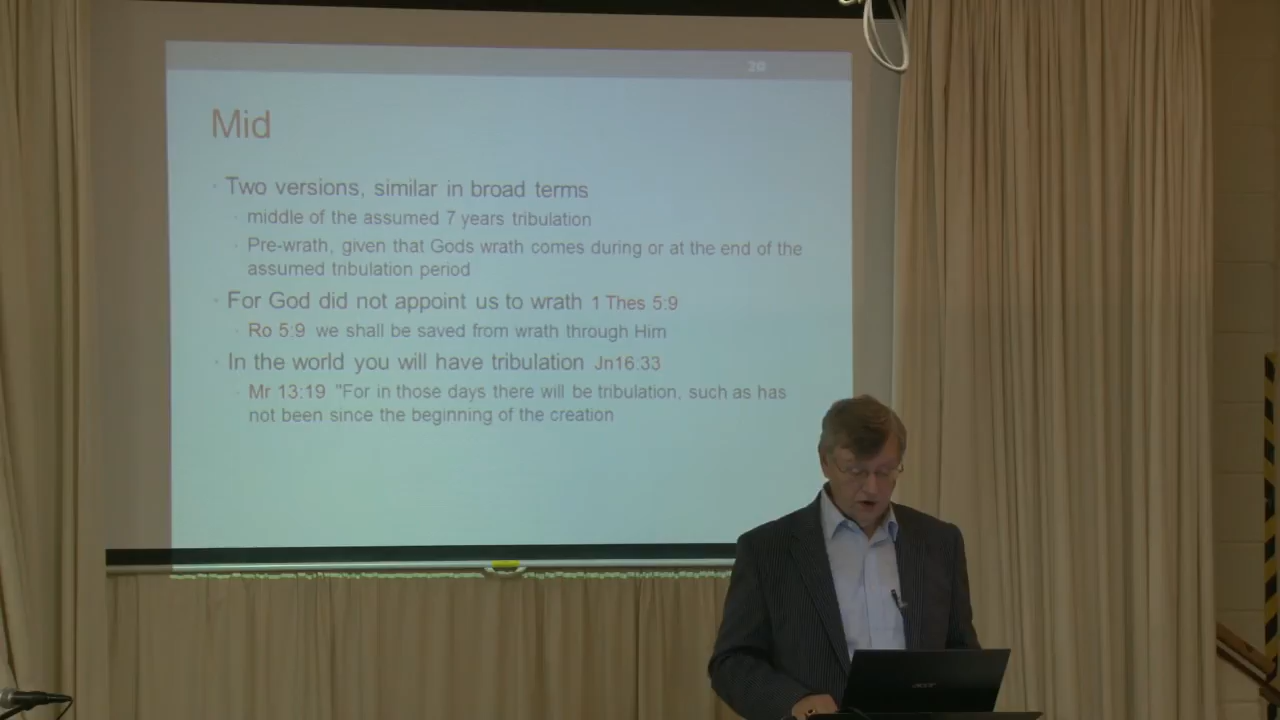 20
Mid
Two versions, similar in broad terms
middle of the assumed 7 years tribulation
Pre-wrath, given that Gods wrath comes during or at the end of the
assumed tribulation period
For God did not appoint us to wrath 1 Thes 5:9
Ro 5:9 we shall be saved from wrath through Him
In the world you will have tribulation Jn16.33
Mr 13:19 "For in those days there will be tribulation, such as has
not been since the beginning of the creation
acer